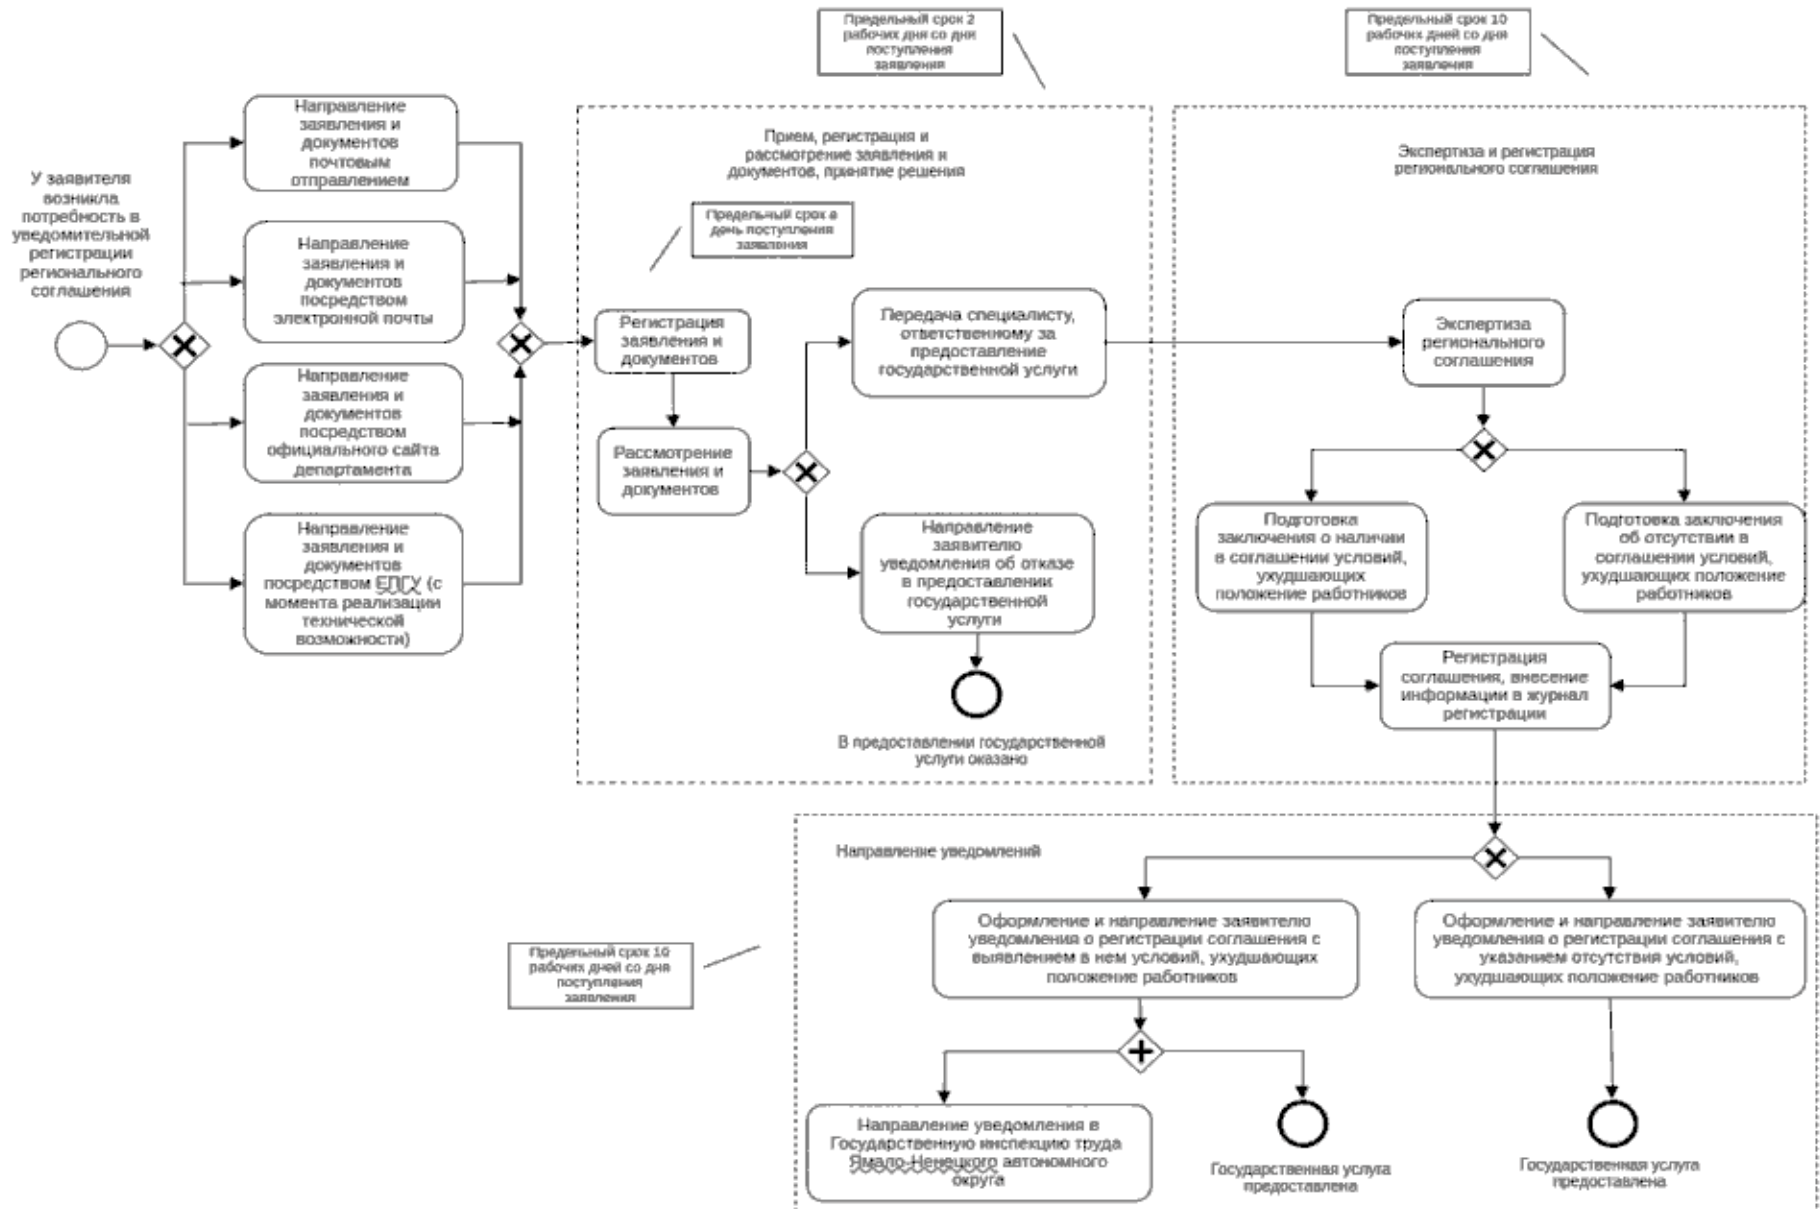 Предельный срок 2
рабочих дня со дня
поступления
заявления
Предельный срок 10
рабочих дней со дня
поступления
заявления
У заявителя
возникла
потребность в
уведомительной
регистрации
регионального
соглашения
Направление
заявления и
документов
почтовым
отправлением
Направление
заявления и
документов
посредством
электронной почты
Направление
заявления и
документов
посредством
официального сайта
департамента
Направление
заявления и
документов
посредством ЕПГУ (с
момента реализации
технической
возможности)
Прием, регистрация и
рассмотрение заявления и
документов, принятие решения
Предельный срок в
день поступления
заявления
Регистрация
заявления и
документов
Рассмотрение
заявления и
документов
Передача специалисту,
ответственному за
предоставление
государственной услуги
Направление
заявителю
уведомления об отказе
в предоставлении
государственной
услуги
В предоставлении государственной
услуги оказано
Экспертиза и регистрация
регионального соглашения
Экспертиза
регионального
соглашения
Подготовка
заключения о наличии
в соглашении условий,
ухудшающих
положение работников
Подготовка заключения
об отсутствии в
соглашении условий,
ухудшающих положение
работников
Регистрация
соглашения, внесение
информации в журнал
регистрации
Направление уведомлений
Предельный срок 10
рабочих дней со дня
поступления
заявления
Оформление и направление заявителю
уведомления о регистрации соглашения с
выявлением в нем условий, ухудшающих
положение работников
Оформление и направление заявителю
уведомления о регистрации соглашения с
указанием отсутствия условий,
ухудшающих положение работников
Направление уведомления в
Государственную инспекцию труда
Ямало-Ненецкого автономного
округа
Государственная услуга
предоставлена
Государственная услуга
предоставлена